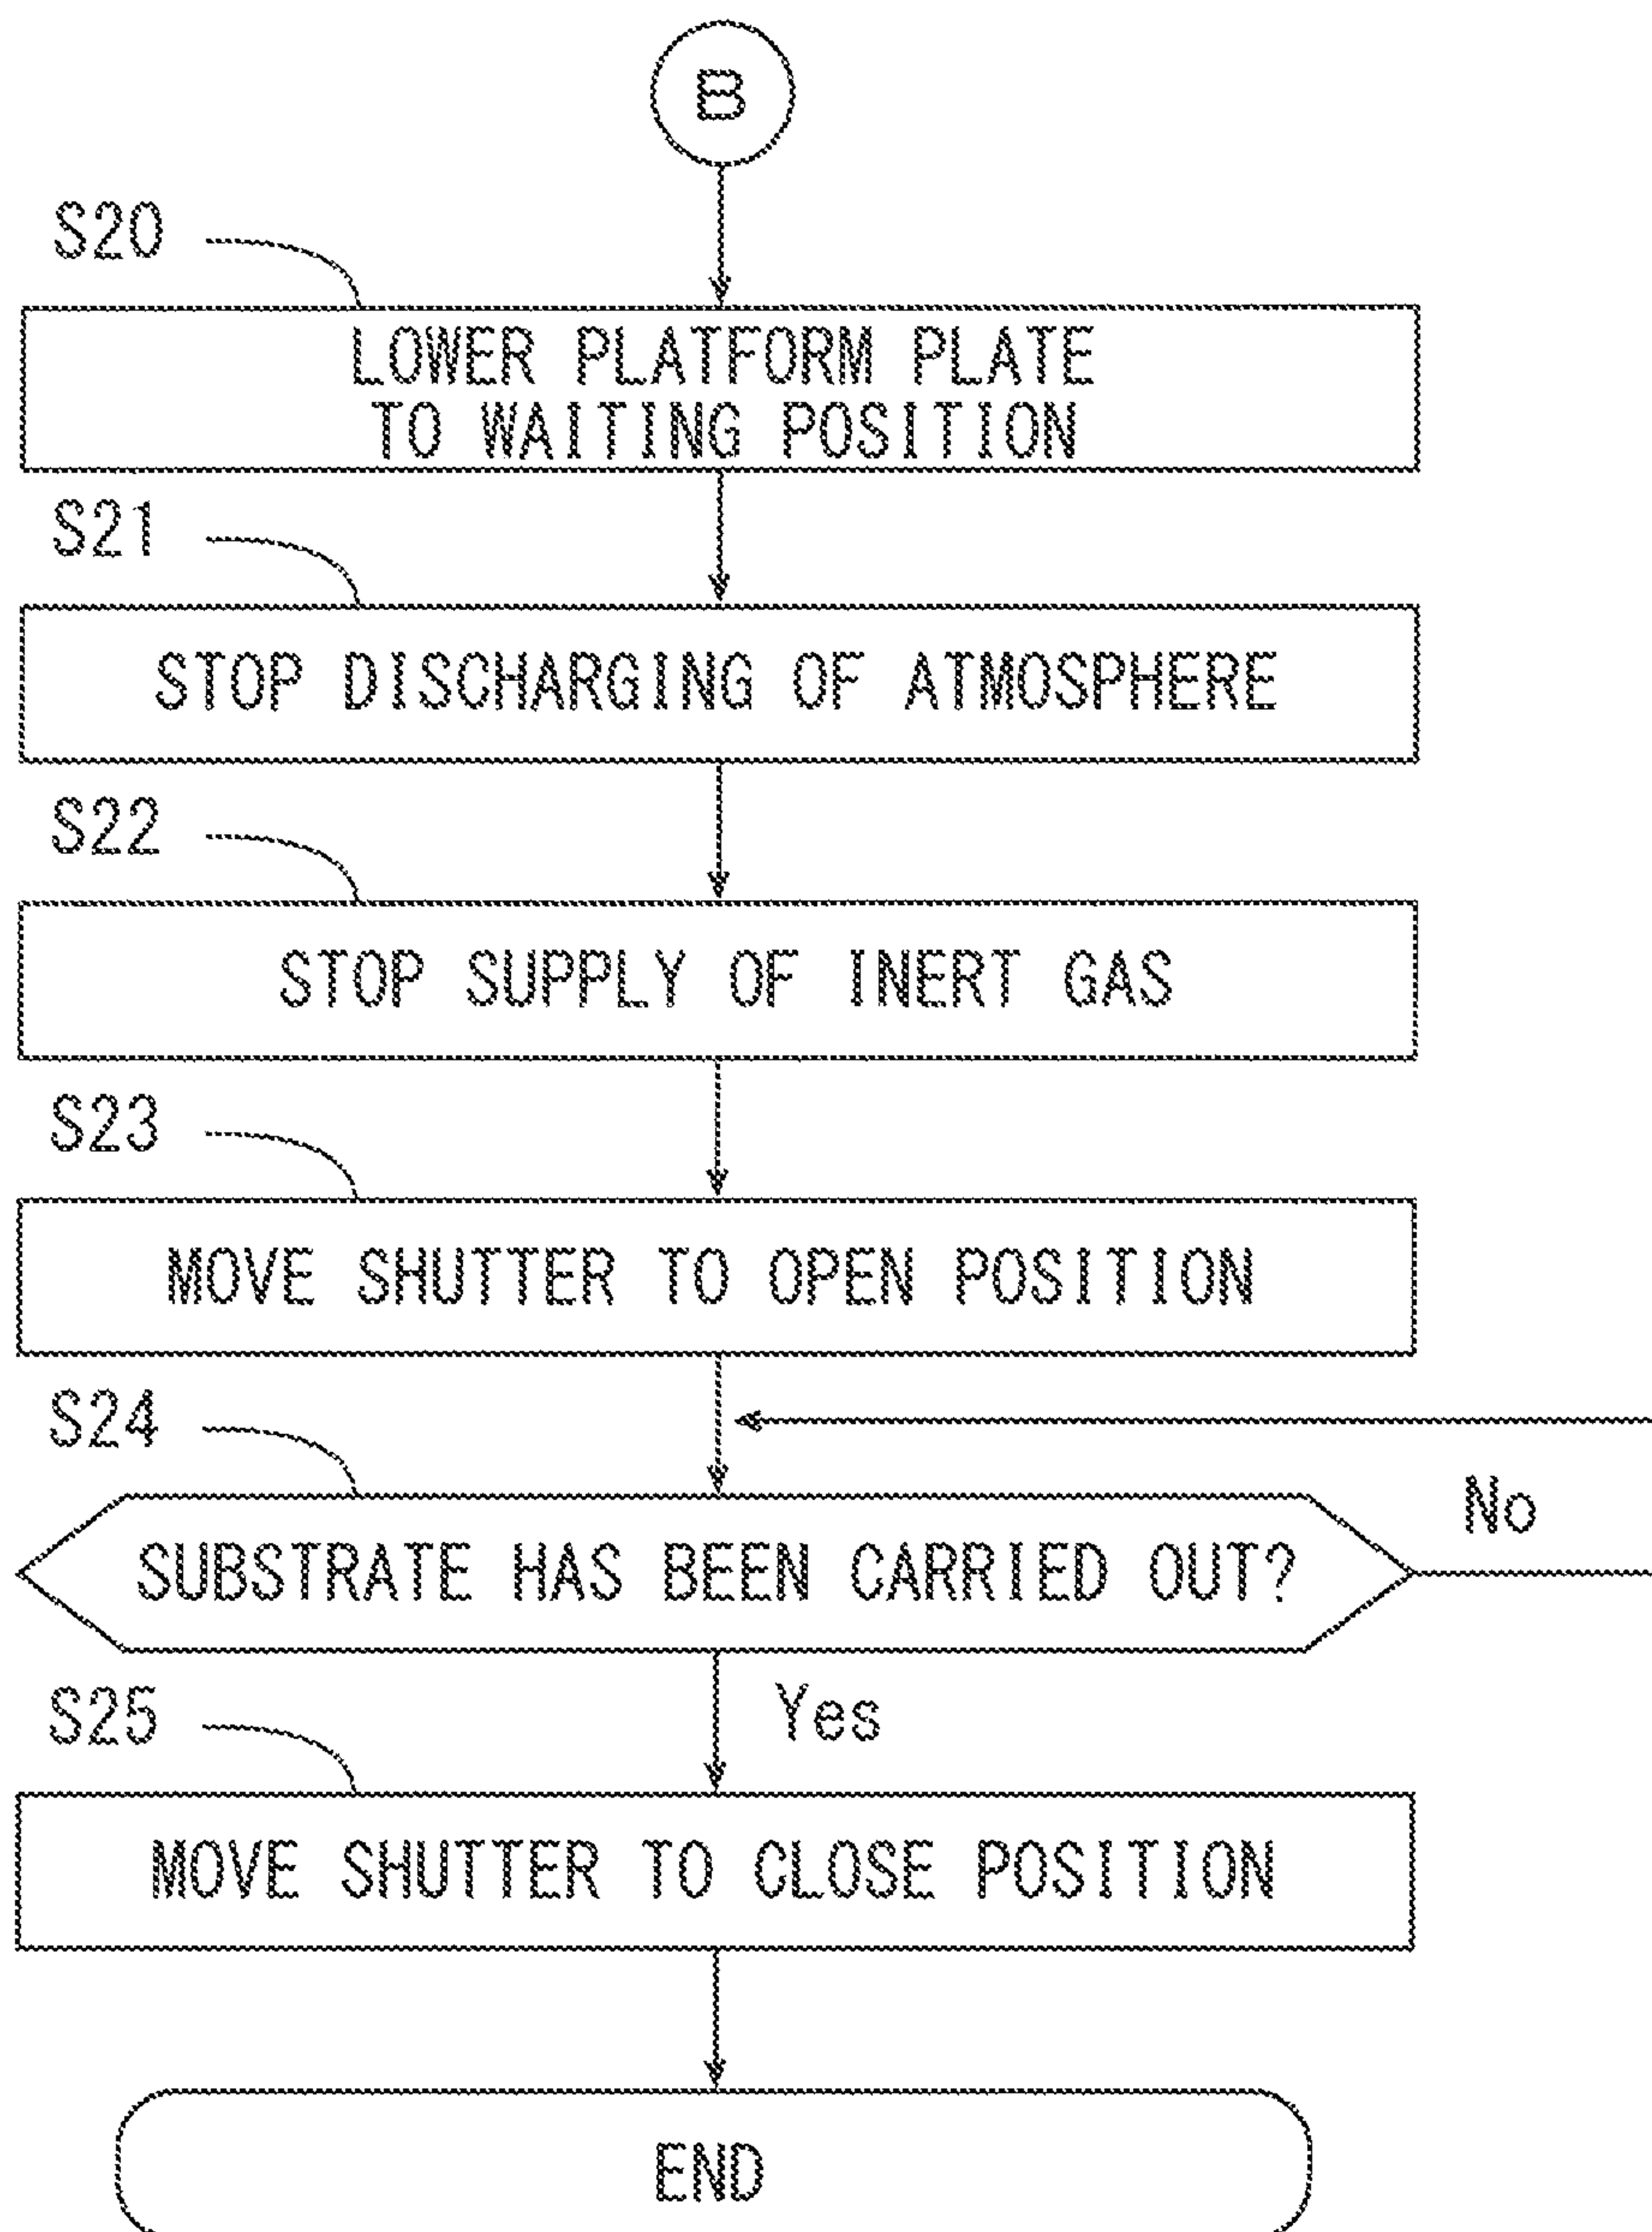 B
S20
LOWER PLATFORM PLATE
TO WAITING POSITION
S21
STOP DISCHARGING OF ATMOSPHERE
S22
STOP SUPPLY OF INERT GAS
S23
MOVE SHUTTER TO OPEN POSITION
S24
No
SUBSTRATE HAS BEEN CARRIED OUT?
S25
Yes
MOVE SHUTTER TO CLOSE POSITION
END